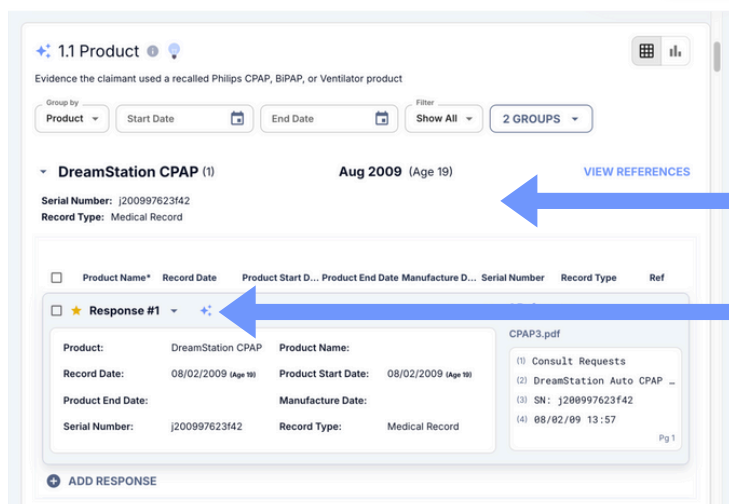 1.1 Product
Evidence the claimant used a recalled Philips CPAP, BiPAP, or Ventilator product
Group by
Product
Start Date
End Date
Filter
Show All
2 GROUPS
DreamStation CPAP (1) Aug 2009 (Age 19) VIEW REFERENCES
Serial Number: j200997623f42
Record Type: Medical Record
Product Name* Record Date Product Start D... Product End Date Manufacture D... Serial Number Record Type Ref
Response #1
CPAP3.pdf
Product: DreamStation CPAP Product Name:
Record Date: 08/02/2009 (Age 19) Product Start Date: 08/02/2009 (Age 19)
Product End Date: Manufacture Date:
Serial Number: j200997623f42 Record Type: Medical Record
(1) Consult Requests
(2) DreamStation Auto CPAP …
(3) SN: j200997623f42
(4) 08/02/09 13:57
Pg 1
ADD RESPONSE